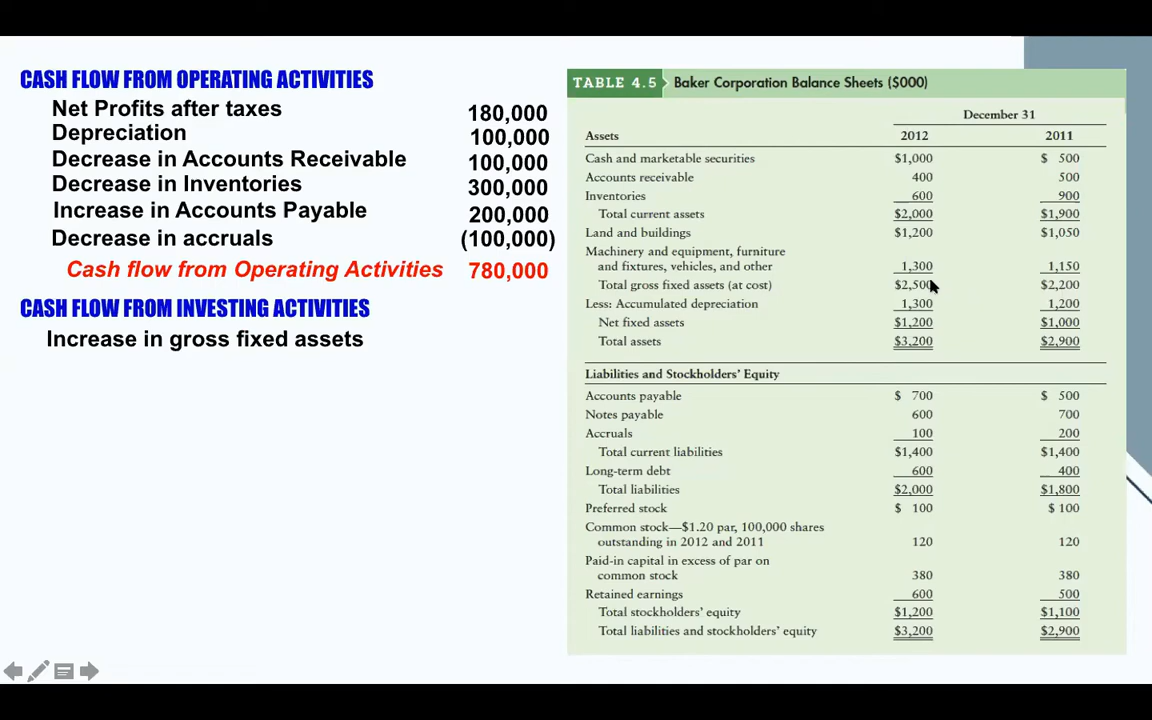 CASH FLOW FROM OPERATING ACTIVITIES
Net Profits after taxes 180,000
Depreciation 100,000
Decrease in Accounts Receivable 100,000
Decrease in Inventories 300,000
Increase in Accounts Payable 200,000
Decrease in accruals (100,000)
Cash flow from Operating Activities 780,000
CASH FLOW FROM INVESTING ACTIVITIES
Increase in gross fixed assets
TABLE 4.5 Baker Corporation Balance Sheets ($000)
December 31
Assets 2012 2011
Cash and marketable securities $1,000 $ 500
Accounts receivable 400 500
Inventories 600 900
Total current assets $2,000 $1,900
Land and buildings $1,200 $1,050
Machinery and equipment, furniture
and fixtures, vehicles, and other 1,300 1,150
Total gross fixed assets (at cost) $2,500 $2,200
Less: Accumulated depreciation 1,300 1,200
Net fixed assets $1,200 $1,000
Total assets $3,200 $2,900
Liabilities and Stockholders' Equity
Accounts payable $ 700 $ 500
Notes payable 600 700
Accruals 100 200
Total current liabilities $1,400 $1,400
Long-term debt 600 400
Total liabilities $2,000 $1,800
Preferred stock $ 100 $ 100
Common stock—$1.20 par, 100,000 shares
outstanding in 2012 and 2011 120 120
Paid-in capital in excess of par on
common stock 380 380
Retained earnings 600 500
Total stockholders' equity $1,200 $1,100
Total liabilities and stockholders' equity $3,200 $2,900